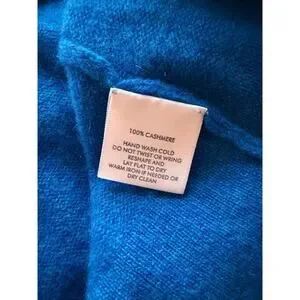 100% CASHMERE
HAND WASH COLD
DO NOT TWIST OR WRING
RESHAPE AND
LAY FLAT TO DRY
WARM IRON IF NEEDED OR
DRY CLEAN